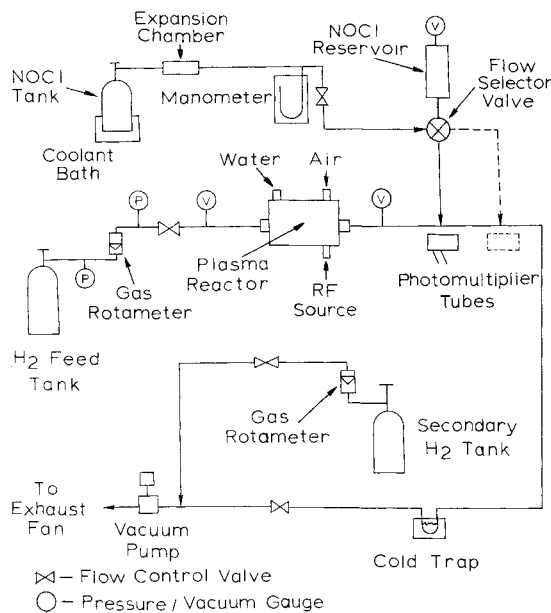 Expansion
Chamber
NOCl
Tank
Coolant
Bath
Manometer
V
NOCl
Reservoir
Flow
Selector
Valve
Water
Air
P
V
V
P
Plasma
Reactor
RF
Source
Gas
Rotameter
H2 Feed
Tank
Photomultiplier
Tubes
Gas
Rotameter
Secondary
H2 Tank
To
Exhaust
Fan
Vacuum
Pump
Cold Trap
– Flow Control Valve
– Pressure/Vacuum Gauge